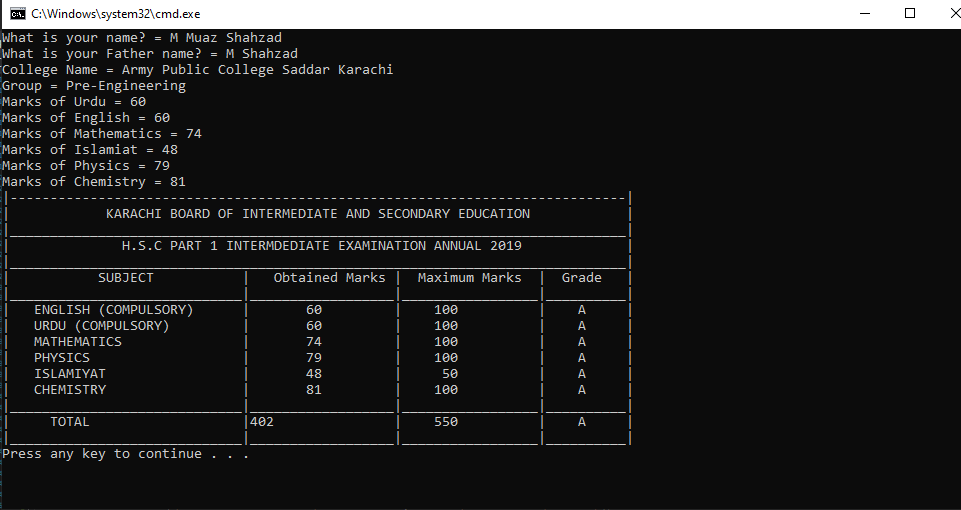 C:\Windows\system32\cmd.exe
What is your name? = M Muaz Shahzad
What is your Father name? = M Shahzad
College Name = Army Public College Saddar Karachi
Group = Pre-Engineering
Marks of Urdu = 60
Marks of English = 60
Marks of Mathematics = 74
Marks of Islamiat = 48
Marks of Physics = 79
Marks of Chemistry = 81
KARACHI BOARD OF INTERMEDIATE AND SECONDARY EDUCATION
H.S.C PART 1 INTERMDEDIATE EXAMINATION ANNUAL 2019
SUBJECT | Obtained Marks | Maximum Marks | Grade
ENGLISH (COMPULSORY) | 60 | 100 | A
URDU (COMPULSORY) | 60 | 100 | A
MATHEMATICS | 74 | 100 | A
PHYSICS | 79 | 100 | A
ISLAMIYAT | 48 | 50 | A
CHEMISTRY | 81 | 100 | A
TOTAL |402 | 550 | A
Press any key to continue . . .